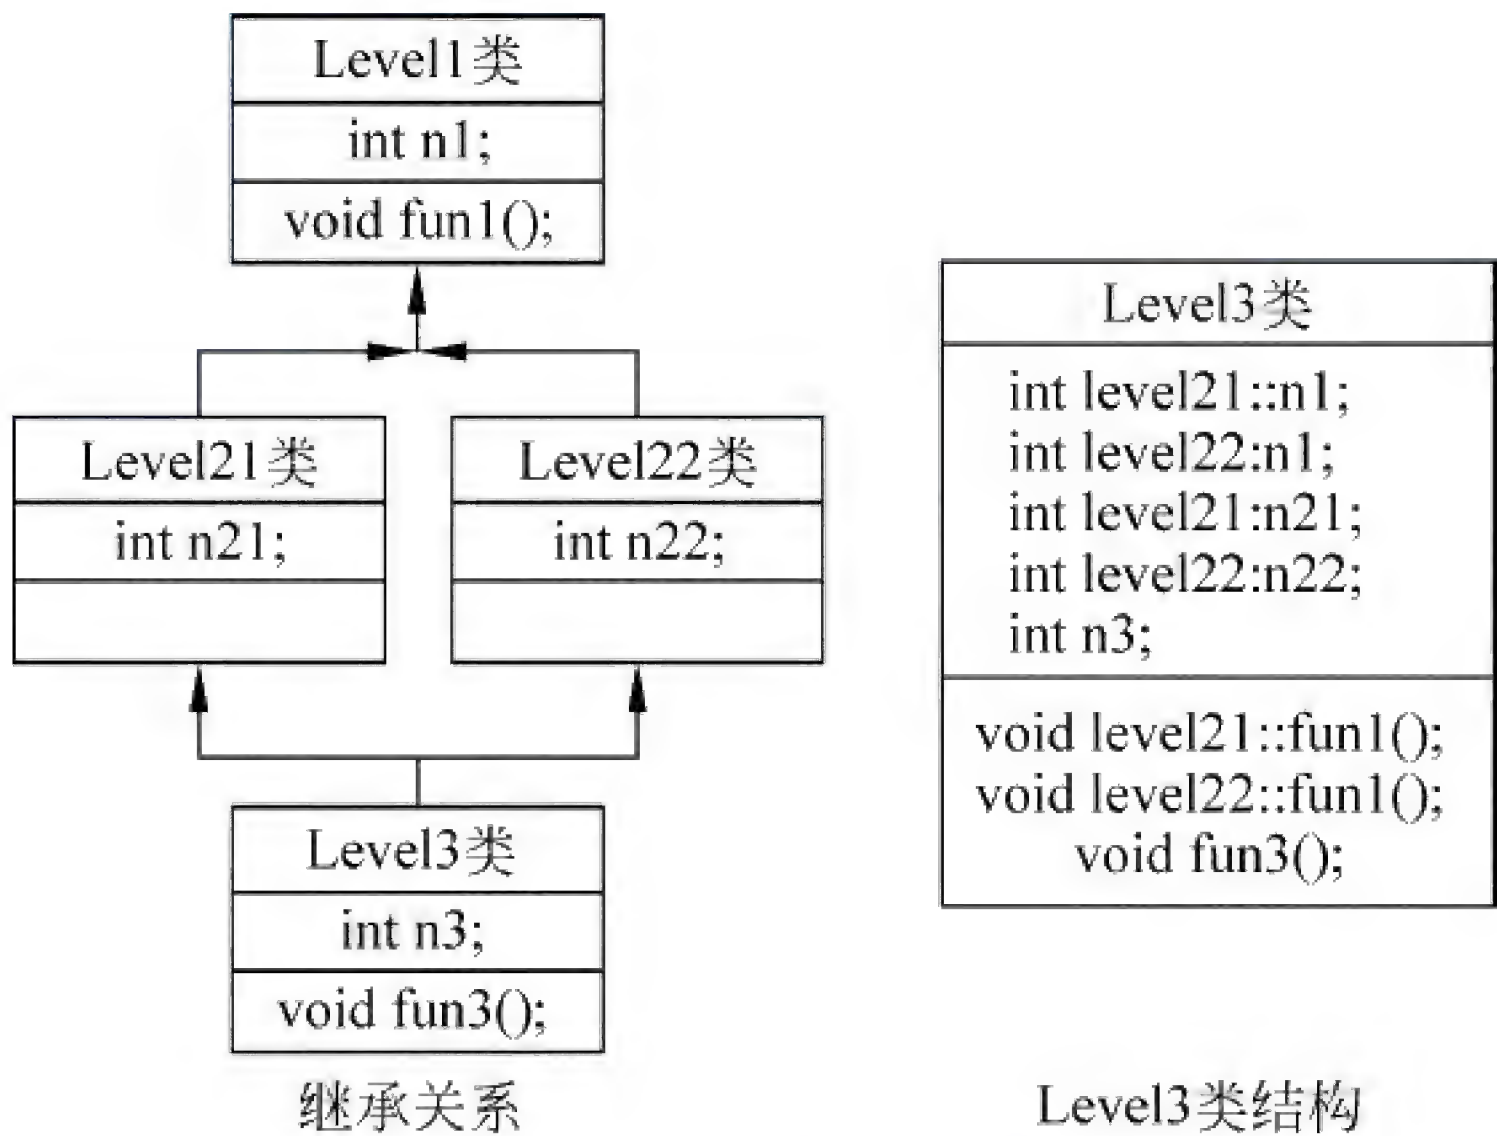 Level1类
int n1;
void fun1();
Level21类
int n21;
Level22类
int n22;
Level3类
int n3;
void fun3();
继承关系
Level3类
int level21::n1;
int level22:n1;
int level21:n21;
int level22:n22;
int n3;
void level21::fun1();
void level22::fun1();
void fun3();
Level3类结构